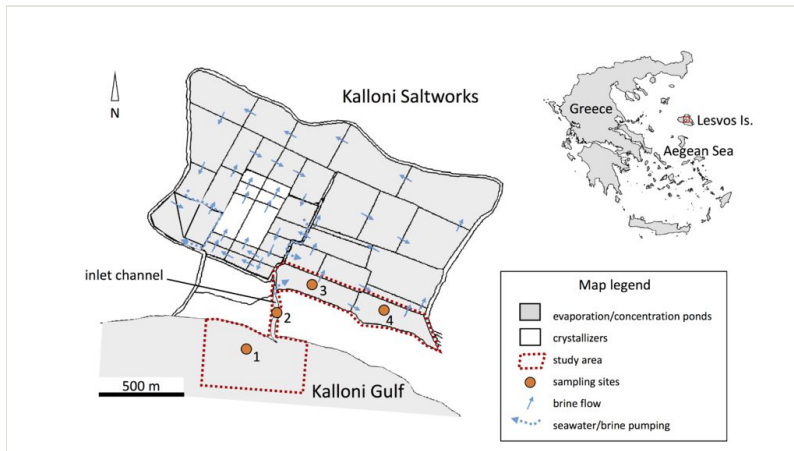 Kalloni Saltworks
N
Greece
Lesvos Is.
Aegean Sea
inlet channel
3
2
4
1
500 m
Kalloni Gulf
Map legend
evaporation/concentration ponds
crystallizers
study area
sampling sites
brine flow
seawater/brine pumping